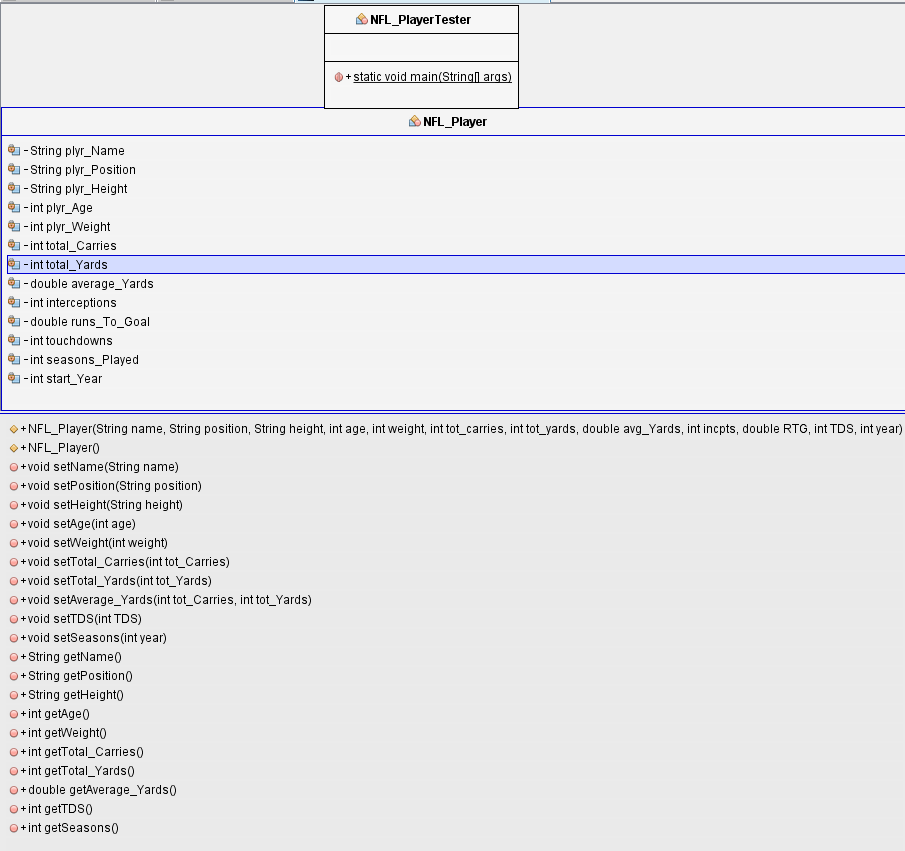 NFL_PlayerTester
+ static void main(String[] args)
NFL_Player
- String plyr_Name
- String plyr_Position
- String plyr_Height
- int plyr_Age
- int plyr_Weight
- int total_Carries
- int total_Yards
- double average_Yards
- int interceptions
- double runs_To_Goal
- int touchdowns
- int seasons_Played
- int start_Year
+ NFL_Player(String name, String position, String height, int age, int weight, int tot_carries, int tot_yards, double avg_Yards, int incpts, double RTG, int TDS, int year)
+ NFL_Player()
+ void setName(String name)
+ void setPosition(String position)
+ void setHeight(String height)
+ void setAge(int age)
+ void setWeight(int weight)
+ void setTotal_Carries(int tot_Carries)
+ void setTotal_Yards(int tot_Yards)
+ void setAverage_Yards(int tot_Carries, int tot_Yards)
+ void setTDS(int TDS)
+ void setSeasons(int year)
+ String getName()
+ String getPosition()
+ String getHeight()
+ int getAge()
+ int getWeight()
+ int getTotal_Carries()
+ int getTotal_Yards()
+ double getAverage_Yards()
+ int getTDS()
+ int getSeasons()